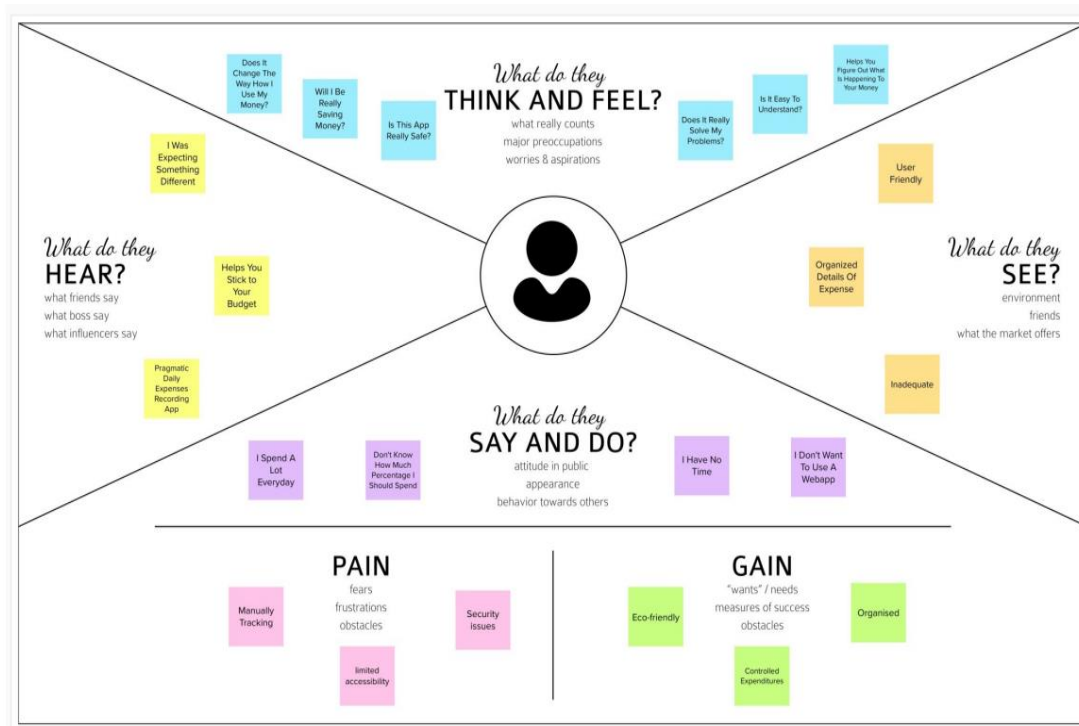 What do they
THINK AND FEEL?
what really counts
major preoccupations
worries & aspirations
Does It
Change The
Way How I
Use My
Money?
Will I Be
Really
Saving
Money?
Is This App
Really Safe?
Does It Really
Solve My
Problems?
Is It Easy To
Understand?
Helps You
Figure Out What
Is Happening To
Your Money
What do they
HEAR?
what friends say
what boss say
what influencers say
I Was
Expecting
Something
Different
Helps You
Stick to
Your
Budget
Pragmatic
Daily
Expenses
Recording
App
What do they
SEE?
environment
friends
what the market offers
User
Friendly
Organized
Details Of
Expense
Inadequate
What do they
SAY AND DO?
attitude in public
appearance
behavior towards others
I Spend A
Lot
Everyday
Don't Know
How Much
Percentage I
Should Spend
I Have No
Time
I Don't Want
To Use A
Webapp
PAIN
fears
frustrations
obstacles
Manually
Tracking
limited
accessibility
Security
issues
GAIN
"wants" / needs
measures of success
obstacles
Eco-friendly
Controlled
Expenditures
Organised